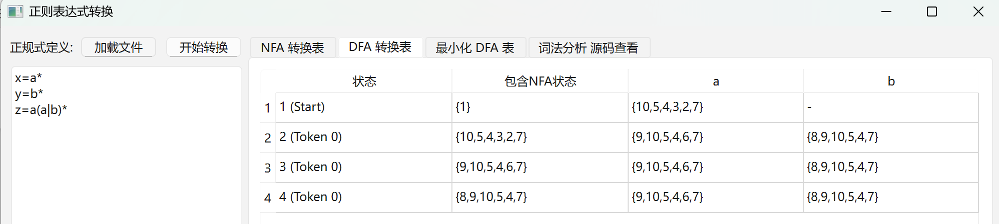 正则表达式转换
正规式定义: 加载文件 开始转换 NFA 转换表 DFA 转换表 最小化 DFA 表 词法分析 源码查看
x=a*
y=b*
z=a(a|b)*
状态 包含NFA状态 a b
1 1 (Start) {1} {10,5,4,3,2,7} -
2 2 (Token 0) {10,5,4,3,2,7} {9,10,5,4,6,7} {8,9,10,5,4,7}
3 3 (Token 0) {9,10,5,4,6,7} {9,10,5,4,6,7} {8,9,10,5,4,7}
4 4 (Token 0) {8,9,10,5,4,7} {9,10,5,4,6,7} {8,9,10,5,4,7}